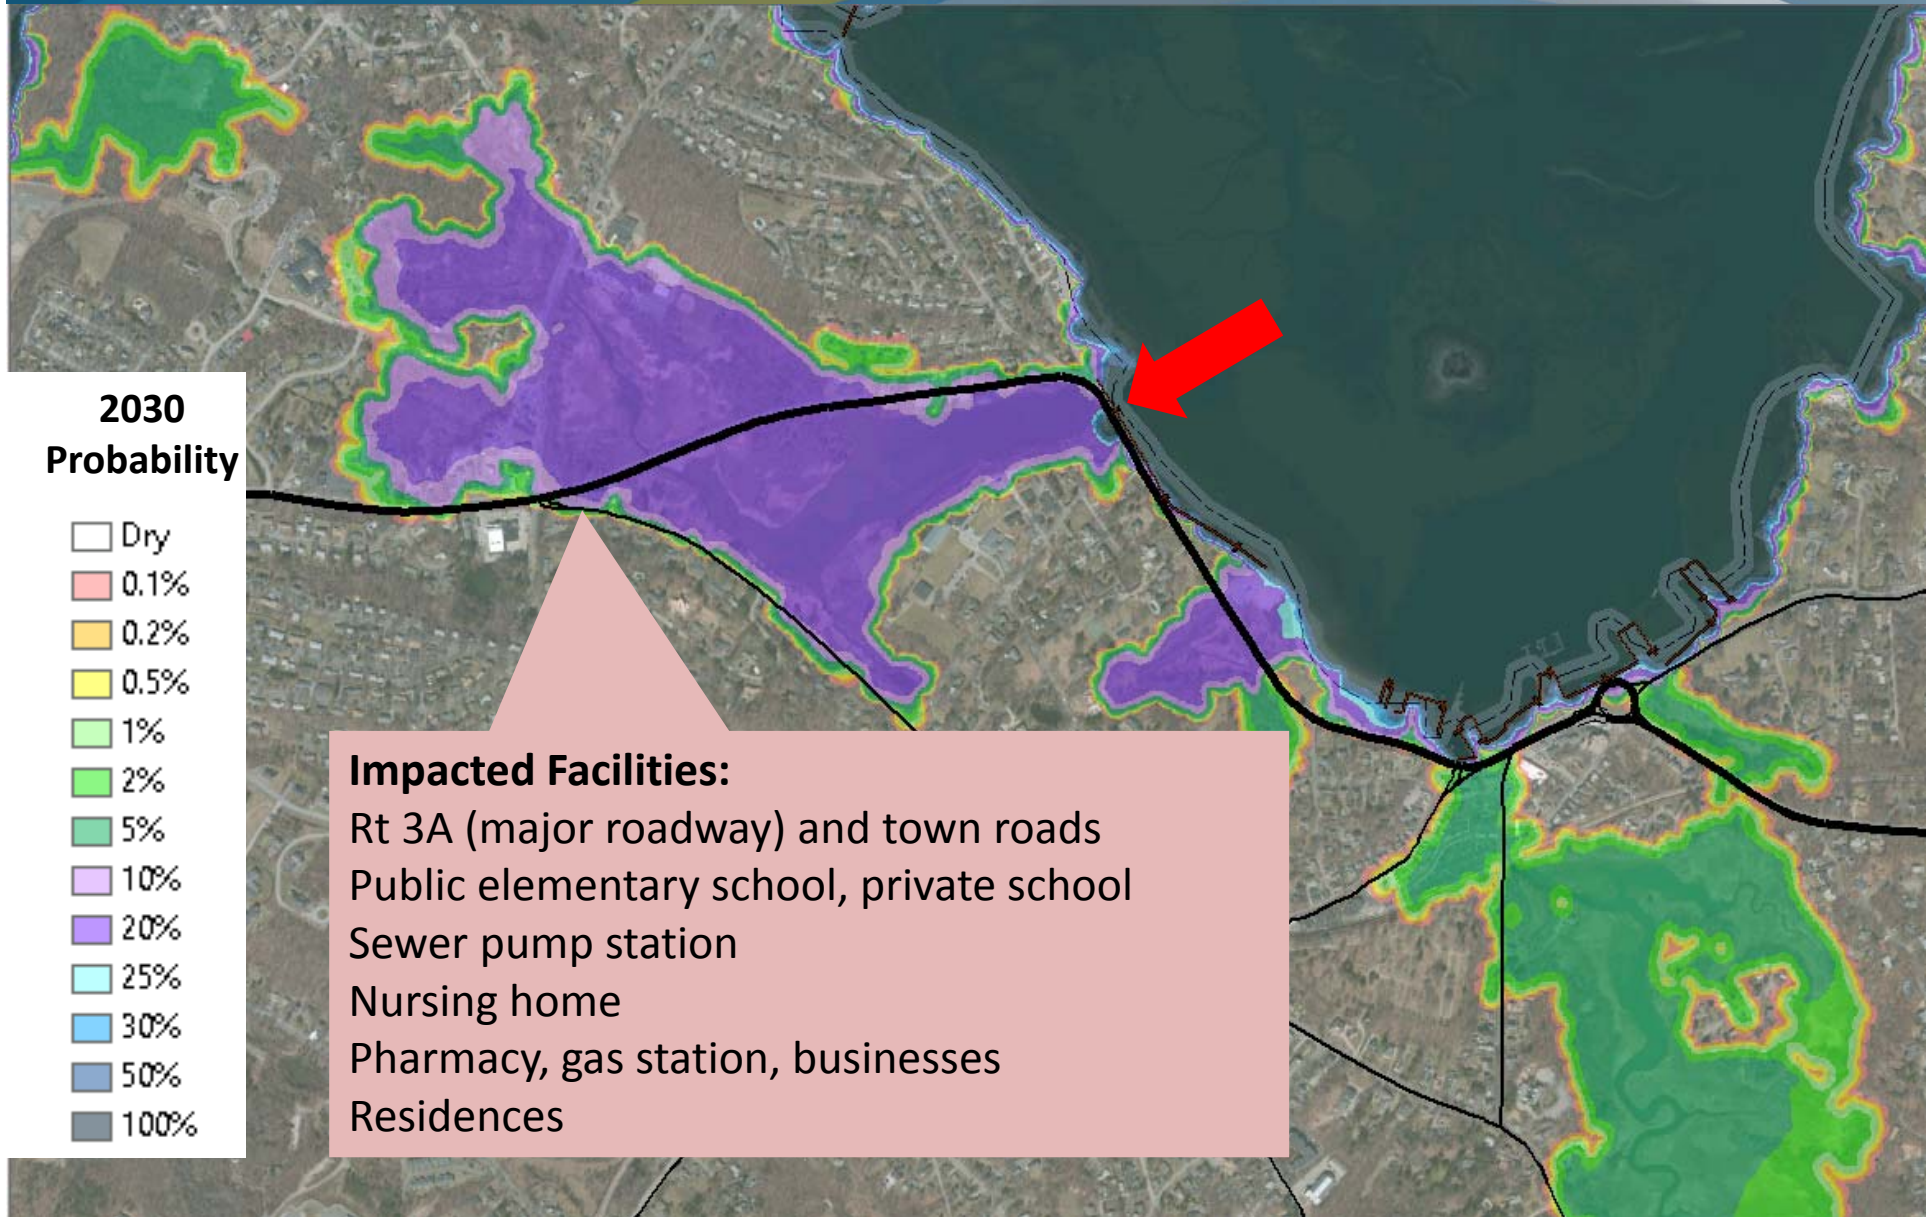 2030
Probability
Dry
0.1%
0.2%
0.5%
1%
2%
5%
10%
20%
25%
30%
50%
100%
Impacted Facilities:
Rt 3A (major roadway) and town roads
Public elementary school, private school
Sewer pump station
Nursing home
Pharmacy, gas station, businesses
Residences